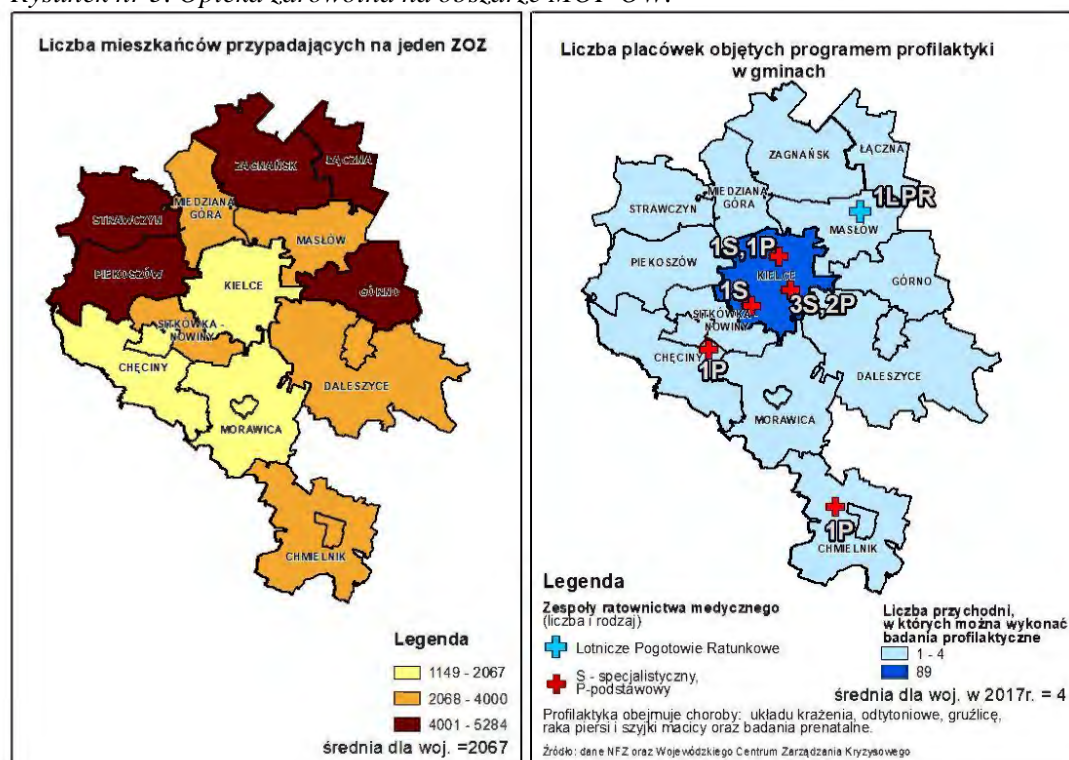 Rysunek nr 3. Opieka zdrowotna na obszarze MOF OW.
Liczba mieszkańców przypadających na jeden ZOZ
ZAGNAŃSK
ŁĄCZNA
MIEDZIANA
GÓRA
STRAWCZYN
MASŁÓW
PIEKOSZÓW
KIELCE
GÓRNO
SITKÓWKA -
NOWINY
CHĘCINY
DALESZYCE
MORAWICA
CHMIELNIK
Legenda
1149 - 2067
2068 - 4000
4001 - 5284
średnia dla woj. =2067
Liczba placówek objętych programem profilaktyki
w gminach
ZAGNAŃSK
ŁĄCZNA
MIEDZIANA
GÓRA
1LPR
STRAWCZYN
MASŁÓW
1S,1P
PIEKOSZÓW
KIELCE
GÓRNO
1S
3S,2P
SITKÓWKA -
NOWINY
CHĘCINY
1P
DALESZYCE
MORAWICA
1P
CHMIELNIK
Legenda
Zespoły ratownictwa medycznego
(liczba i rodzaj)
Lotnicze Pogotowie Ratunkowe
S - specjalistyczny,
P-podstawowy
Liczba przychodni,
w których można wykonać
badania profilaktyczne
1 - 4
89
średnia dla woj. w 2017r. = 4
Profilaktyka obejmuje choroby: układu krążenia, odtytoniowe, gruźlicę,
raka piersi i szyjki macicy oraz badania prenatalne.
Źródło: dane NFZ oraz Wojewódzkiego Centrum Zarządzania Kryzysowego